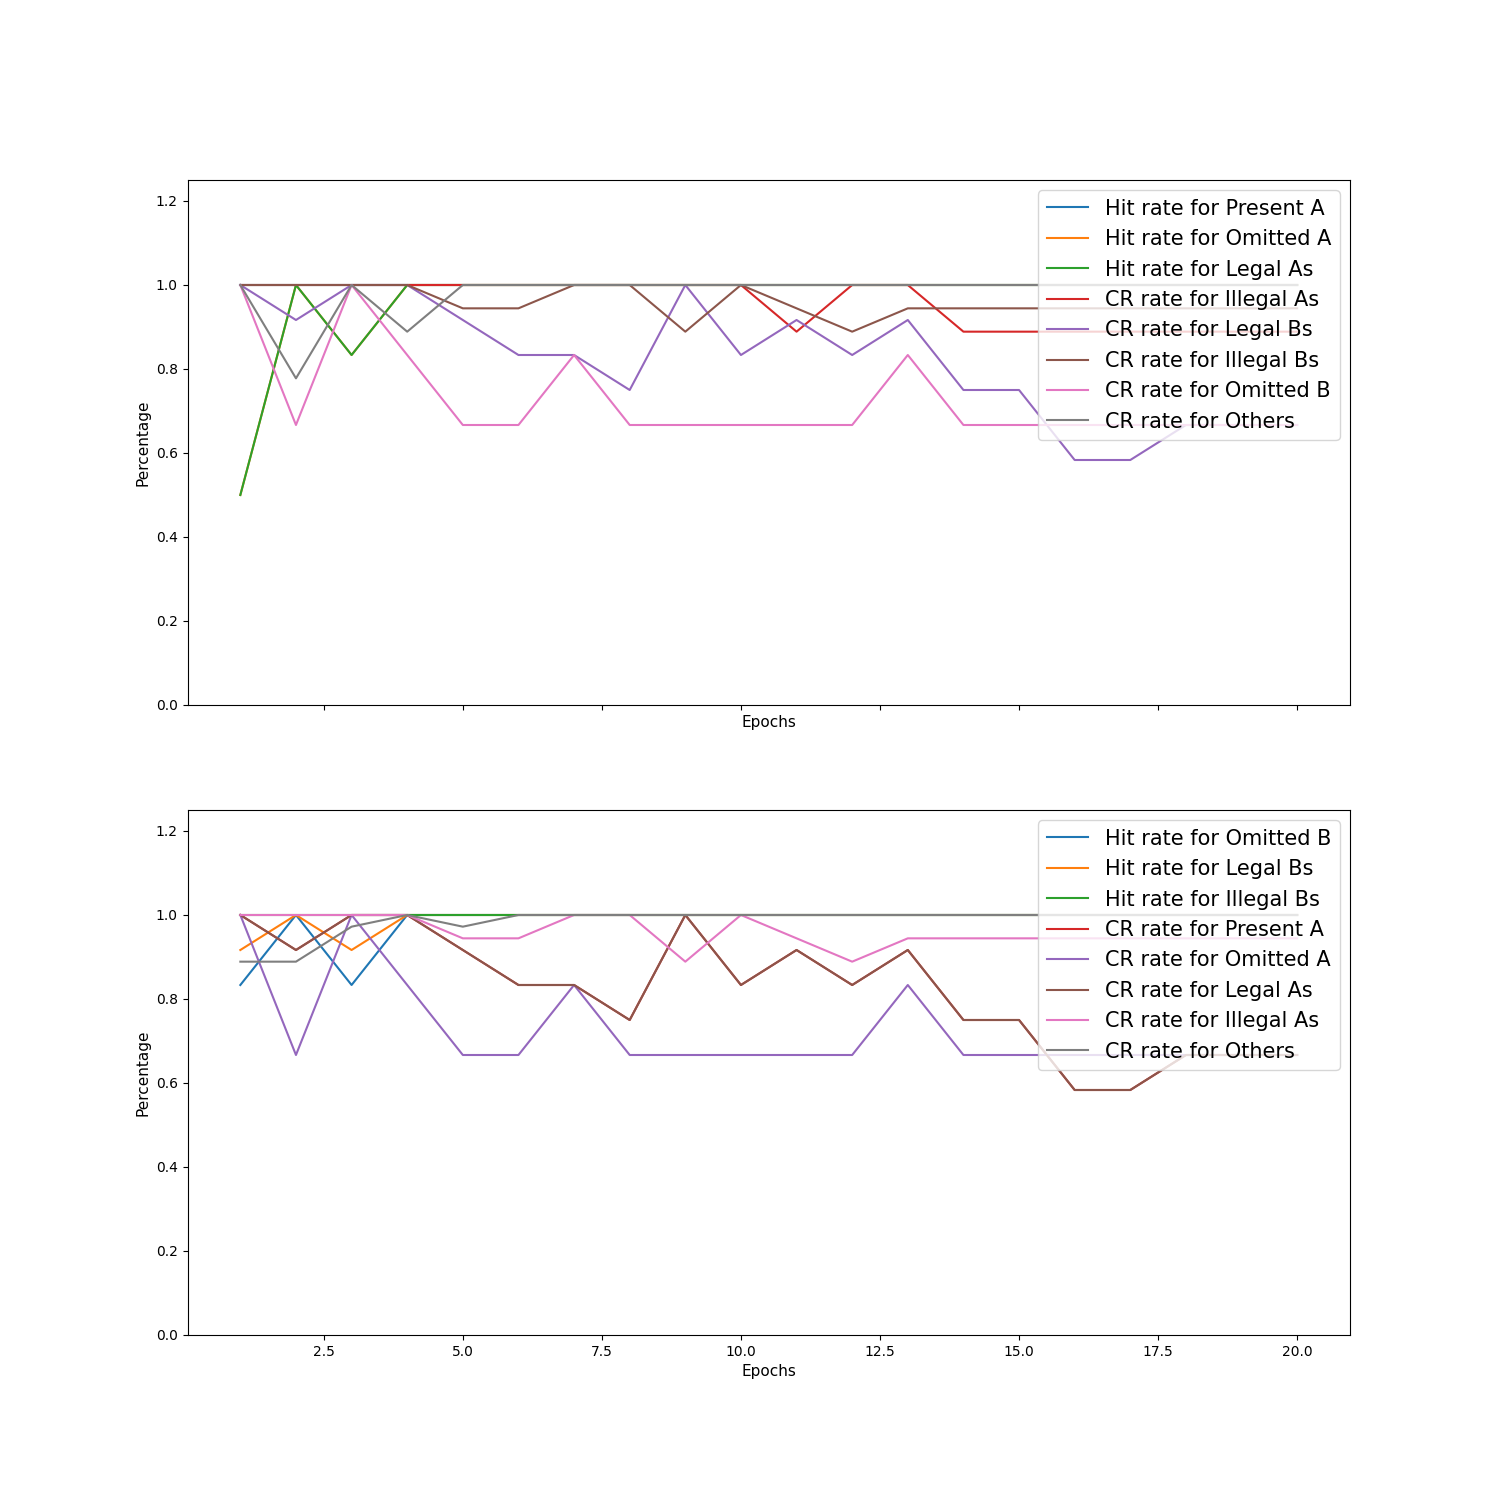 1.2
1.0
0.8
0.6
0.4
0.2
0.0
Percentage
Epochs
Hit rate for Present A
Hit rate for Omitted A
Hit rate for Legal As
CR rate for Illegal As
CR rate for Legal Bs
CR rate for Illegal Bs
CR rate for Omitted B
CR rate for Others
1.2
1.0
0.8
0.6
0.4
0.2
0.0
Percentage
2.5 5.0 7.5 10.0 12.5 15.0 17.5 20.0
Epochs
Hit rate for Omitted B
Hit rate for Legal Bs
Hit rate for Illegal Bs
CR rate for Present A
CR rate for Omitted A
CR rate for Legal As
CR rate for Illegal As
CR rate for Others